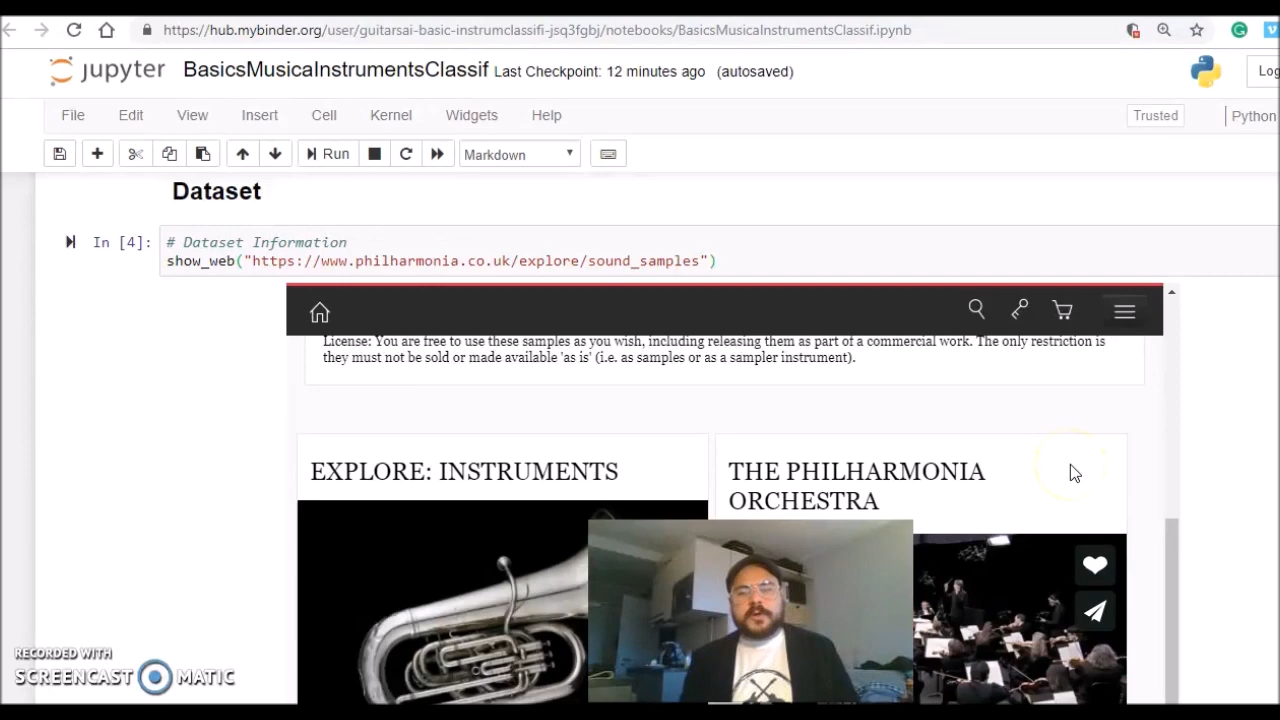 https://hub.mybinder.org/user/guitarsai-basic-instrumclassifi-jsq3fgbj/notebooks/BasicsMusicalnstrumentsClassif.ipynb
jupyter BasicsMusicalnstrumentsClassif Last Checkpoint: 12 minutes ago (autosaved)
Log
File Edit View Insert Cell Kernel Widgets Help Trusted Python
Run Markdown
Dataset
In [4]: # Dataset Information
show_web("https://www.philharmonia.co.uk/explore/sound_samples")
License: You are free to use these samples as you wish, including releasing them as part of a commercial work. The only restriction is
they must not be sold or made available 'as is' (i.e. as samples or as a sampler instrument).
EXPLORE: INSTRUMENTS
THE PHILHARMONIA
ORCHESTRA
RECORDED WITH
SCREENCAST MATIC